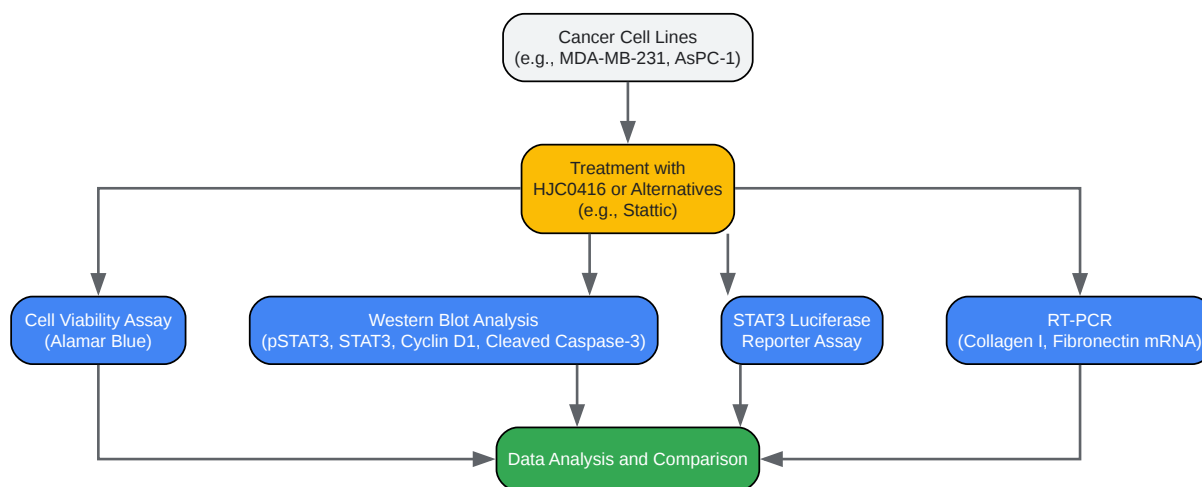 Cancer Cell Lines
(e.g., MDA-MB-231, AsPC-1)
Treatment with
HJC0416 or Alternatives
(e.g., Stattic)
Cell Viability Assay
(Alamar Blue)
Western Blot Analysis
(pSTAT3, STAT3, Cyclin D1, Cleaved Caspase-3)
STAT3 Luciferase
Reporter Assay
RT-PCR
(Collagen I, Fibronectin mRNA)
Data Analysis and Comparison